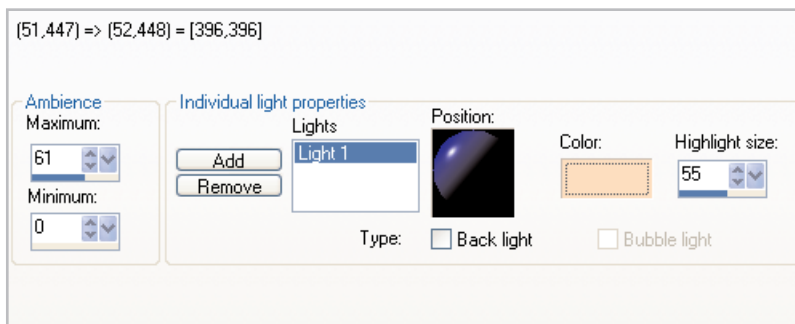 (51,447) => (52,448) = [396,396]
Ambience
Maximum:
61
Minimum:
0
Individual light properties
Add
Remove
Lights
Light 1
Position:
Color:
Highlight size:
55
Type:
Back light
Bubble light